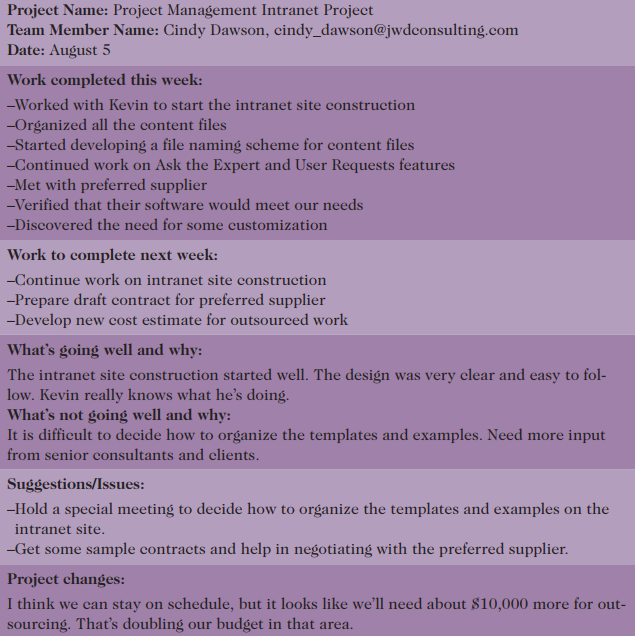 Project Name: Project Management Intranet Project
Team Member Name: Cindy Dawson, cindy_dawson@jwdconsulting.com
Date: August 5
Work completed this week:
–Worked with Kevin to start the intranet site construction
–Organized all the content files
–Started developing a file naming scheme for content files
–Continued work on Ask the Expert and User Requests features
–Met with preferred supplier
–Verified that their software would meet our needs
–Discovered the need for some customization
Work to complete next week:
–Continue work on intranet site construction
–Prepare draft contract for preferred supplier
–Develop new cost estimate for outsourced work
What's going well and why:
The intranet site construction started well. The design was very clear and easy to fol-
low. Kevin really knows what he's doing.
What's not going well and why:
It is difficult to decide how to organize the templates and examples. Need more input
from senior consultants and clients.
Suggestions/Issues:
–Hold a special meeting to decide how to organize the templates and examples on the
intranet site.
–Get some sample contracts and help in negotiating with the preferred supplier.
Project changes:
I think we can stay on schedule, but it looks like we'll need about $10,000 more for out-
sourcing. That's doubling our budget in that area.